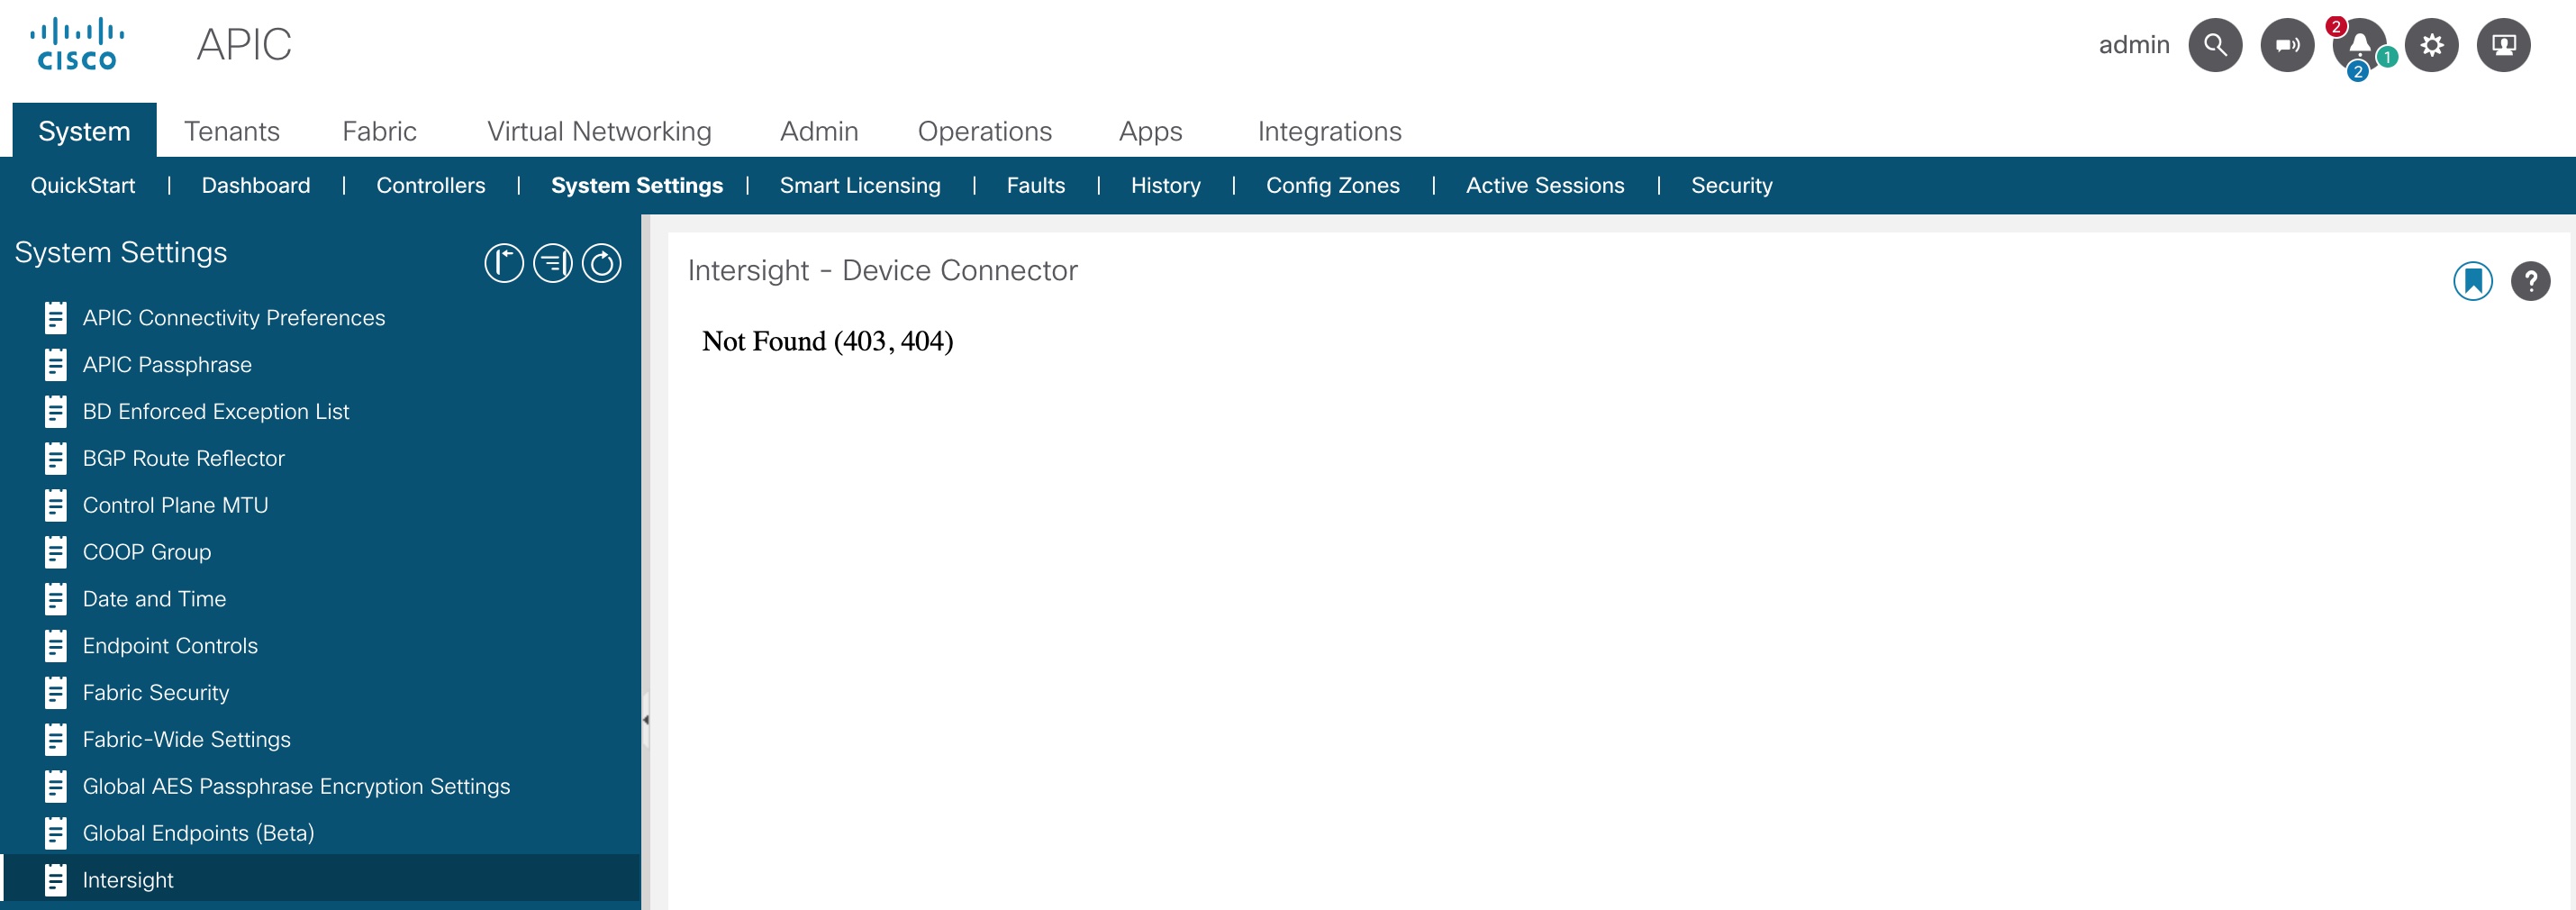 CISCO
APIC
admin
2
1
2
System Tenants Fabric Virtual Networking Admin Operations Apps Integrations
QuickStart | Dashboard | Controllers | System Settings | Smart Licensing | Faults | History | Config Zones | Active Sessions | Security
System Settings
APIC Connectivity Preferences
APIC Passphrase
BD Enforced Exception List
BGP Route Reflector
Control Plane MTU
COOP Group
Date and Time
Endpoint Controls
Fabric Security
Fabric-Wide Settings
Global AES Passphrase Encryption Settings
Global Endpoints (Beta)
Intersight
Intersight - Device Connector
?
Not Found (403, 404)